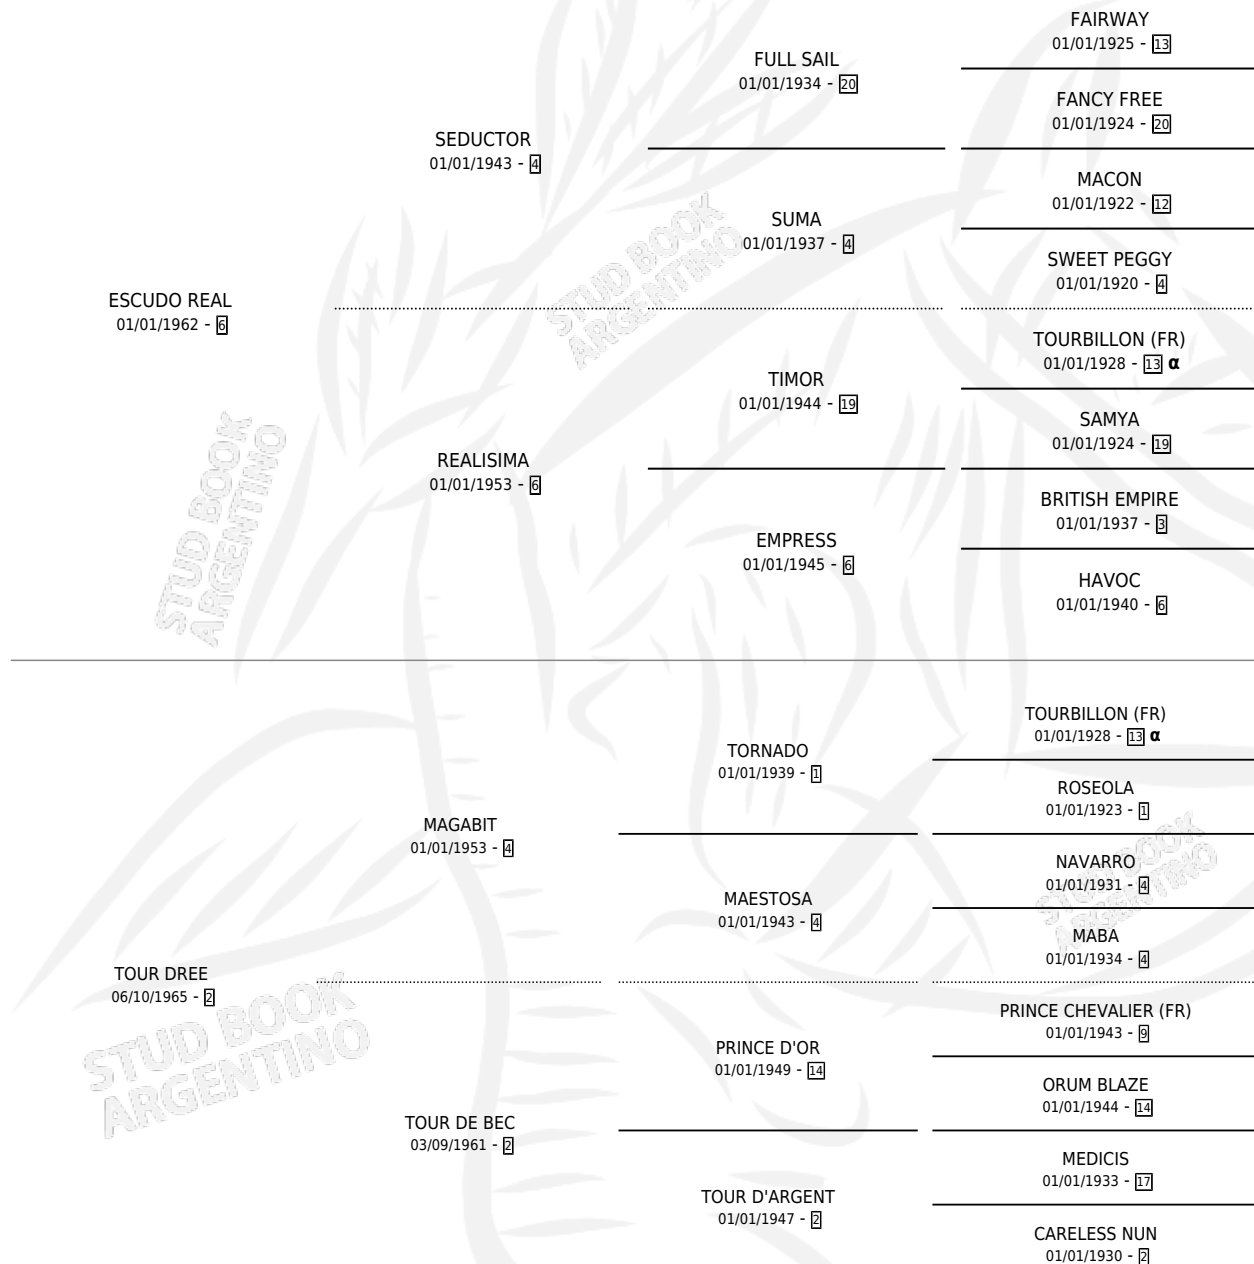 FAIRWAY
01/01/1925 - 13
FULL SAIL
01/01/1934 - 20
FANCY FREE
01/01/1924 - 20
SEDUCTOR
01/01/1943 - 4
MACON
01/01/1922 - 12
SUMA
01/01/1937 - 4
SWEET PEGGY
01/01/1920 - 4
STUD BOOK
ARGENTINO
ESCUDO REAL
01/01/1962 - 6
TOURBILLON (FR)
01/01/1928 - 13 α
TIMOR
01/01/1944 - 19
SAMYA
01/01/1924 - 19
REALISIMA
01/01/1953 - 6
STUD BOOK
ARGENTINO
BRITISH EMPIRE
01/01/1937 - 3
EMPRESS
01/01/1945 - 6
HAVOC
01/01/1940 - 6
TOURBILLON (FR)
01/01/1928 - 13 α
TORNADO
01/01/1939 - 1
ROSEOLA
01/01/1923 - 1
MAGABIT
01/01/1953 - 4
NAVARRO
01/01/1931 - 4
STUD BOOK
ARGENTINO
MAESTOSA
01/01/1943 - 4
MABA
01/01/1934 - 4
TOUR DREE
06/10/1965 - 2
STUD BOOK
ARGENTINO
PRINCE CHEVALIER (FR)
01/01/1943 - 9
PRINCE D'OR
01/01/1949 - 14
ORUM BLAZE
01/01/1944 - 14
TOUR DE BEC
03/09/1961 - 2
MEDICIS
01/01/1933 - 17
TOUR D'ARGENT
01/01/1947 - 2
CARELESS NUN
01/01/1930 - 2